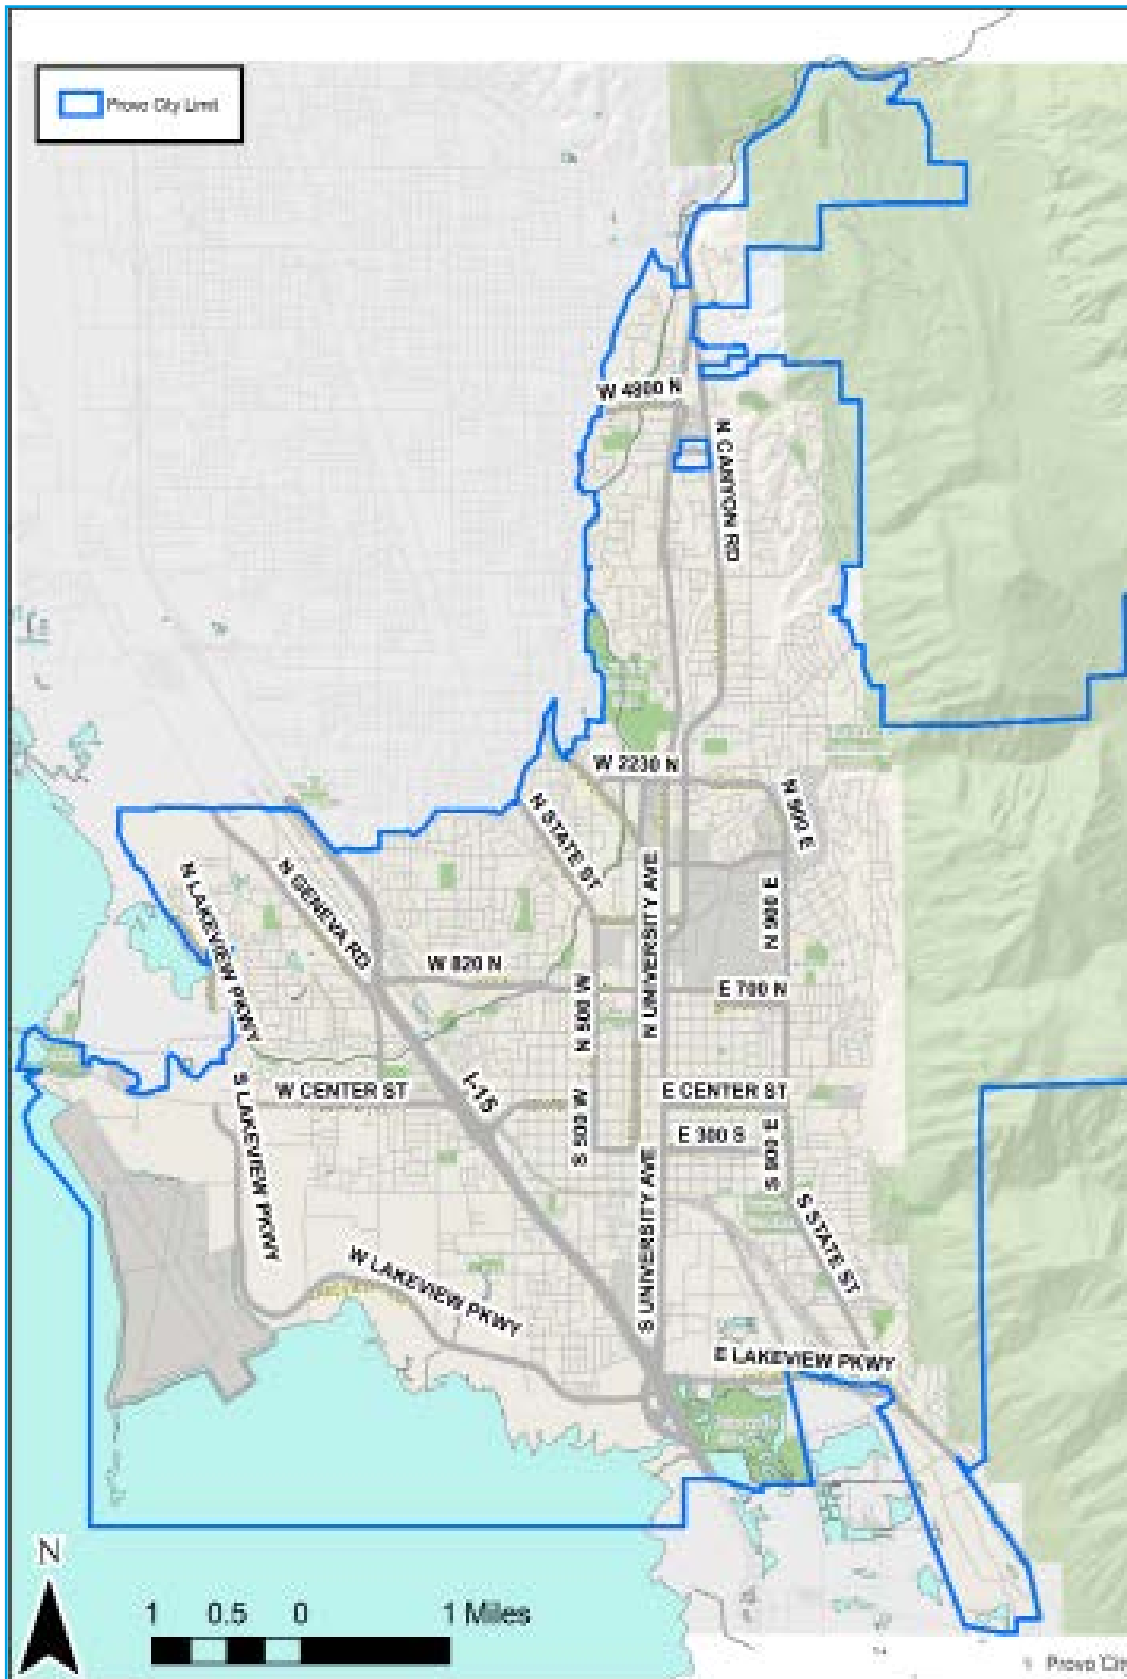 Provo City Limit
W 4800 N
N CANYON RD
W 2230 N
N 900 E
N STATE ST
N GENEVA RD
N LAKEVIEW PKWY
N UNIVERSITY AVE
N 900 E
W 820 N
E 700 N
N 500 W
I-15
W CENTER ST
E CENTER ST
S LAKEVIEW PKWY
S 500 W
E 300 S
S 900 E
S UNIVERSITY AVE
S STATE ST
W LAKEVIEW PKWY
E LAKEVIEW PKWY
N
1 0.5 0 1 Miles
Provo City